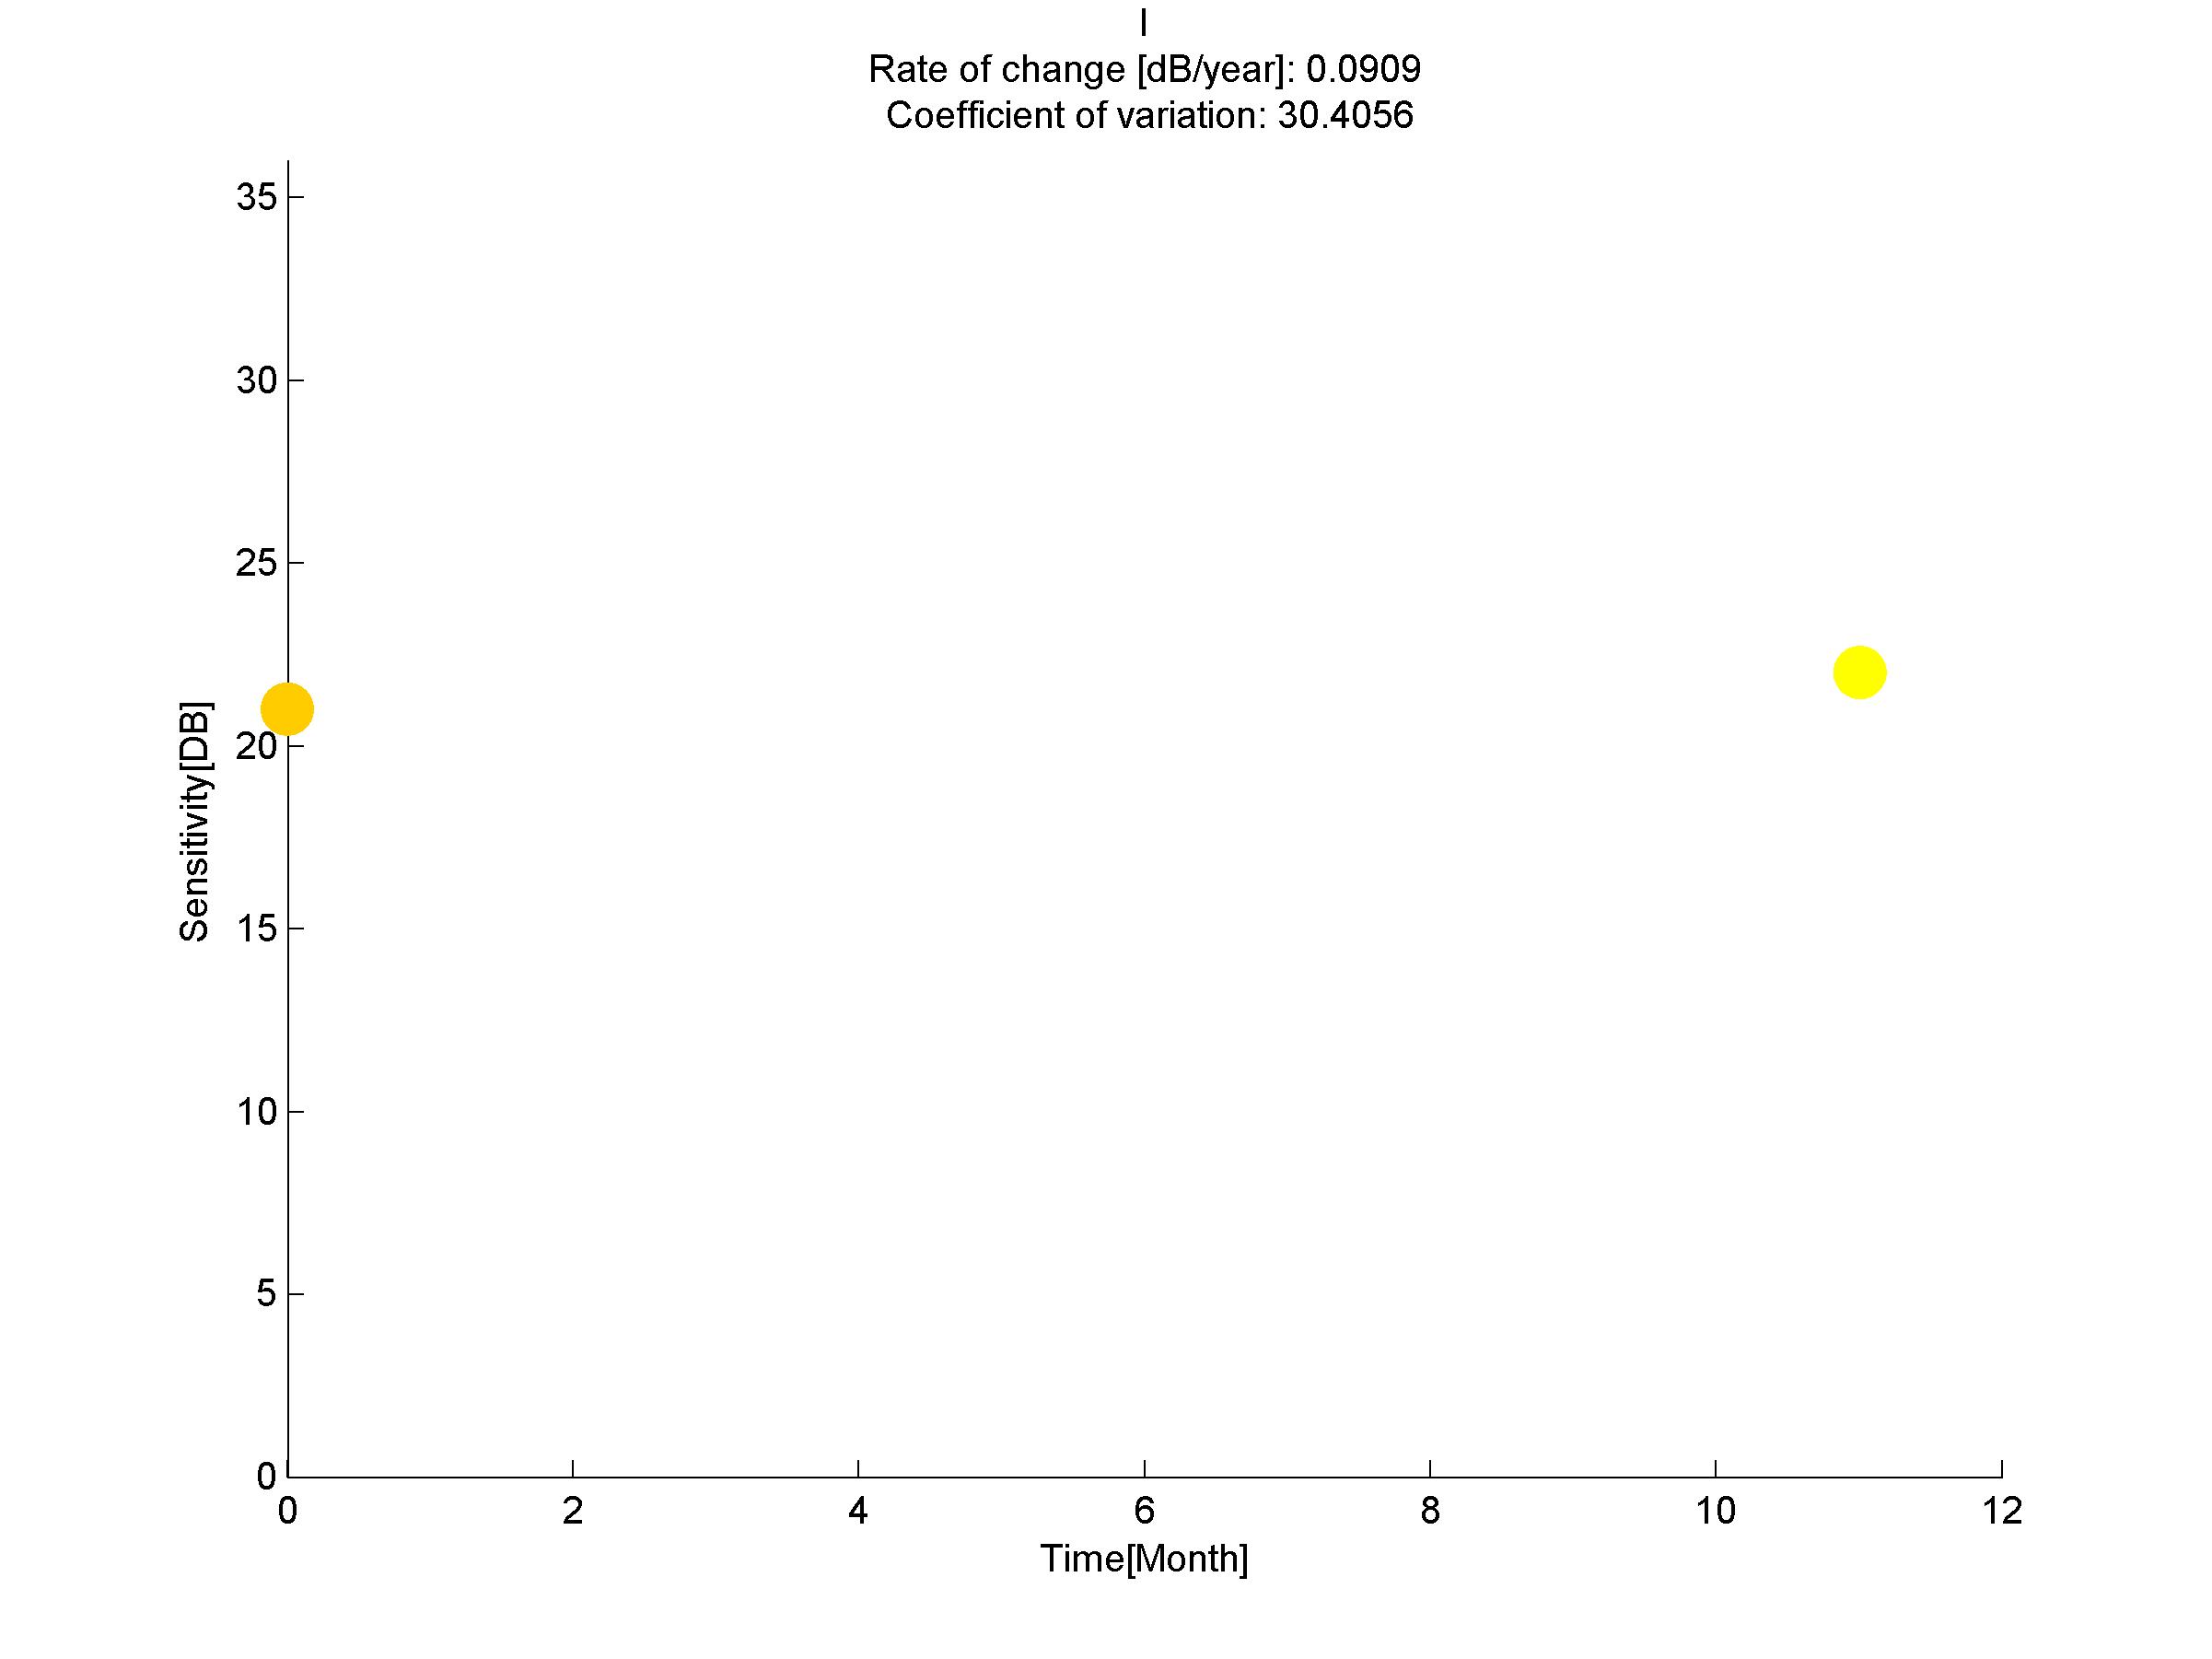 I
Rate of change [dB/year]: 0.0909
Coefficient of variation: 30.4056
35
30
25
20
15
10
5
0
Sensitivity[DB]
0 2 4 6 8 10 12
Time[Month]